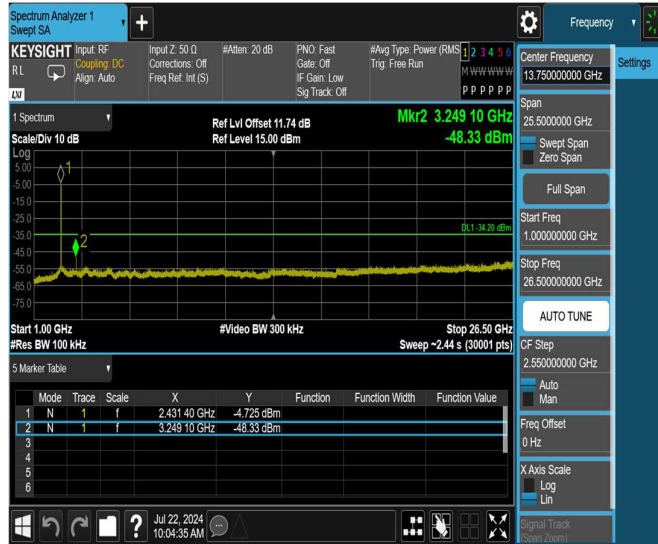 Spectrum Analyzer 1
Swept SA
+
Frequency
KEYSIGHT
RL
LXI
Input: RF
Coupling: DC
Align: Auto
Input Z: 50 Ω
Corrections: Off
Freq Ref: Int (S)
#Atten: 20 dB
PNO: Fast
Gate: Off
IF Gain: Low
Sig Track: Off
#Avg Type: Power (RMS
Trig: Free Run
1 2 3 4 5 6
M W W W W W
P P P P P P
1 Spectrum
Scale/Div 10 dB
Ref Lvl Offset 11.74 dB
Ref Level 15.00 dBm
Mkr2 3.249 10 GHz
-48.33 dBm
Log
5.00
-5.00
-15.0
-25.0
-35.0
-45.0
-55.0
-65.0
-75.0
1
2
DL1 -34.20 dBm
Start 1.00 GHz
#Res BW 100 kHz
#Video BW 300 kHz
Stop 26.50 GHz
Sweep ~2.44 s (30001 pts)
5 Marker Table
Mode Trace Scale X Y Function Function Width Function Value
1 N 1 f 2.431 40 GHz -4.725 dBm
2 N 1 f 3.249 10 GHz -48.33 dBm
3
4
5
6
Jul 22, 2024
10:04:35 AM
?
Center Frequency
13.750000000 GHz
Settings
Span
25.5000000 GHz
Swept Span
Zero Span
Full Span
Start Freq
1.000000000 GHz
Stop Freq
26.500000000 GHz
AUTO TUNE
CF Step
2.550000000 GHz
Auto
Man
Freq Offset
0 Hz
X Axis Scale
Log
Lin
Signal Track
(Span Zoom)